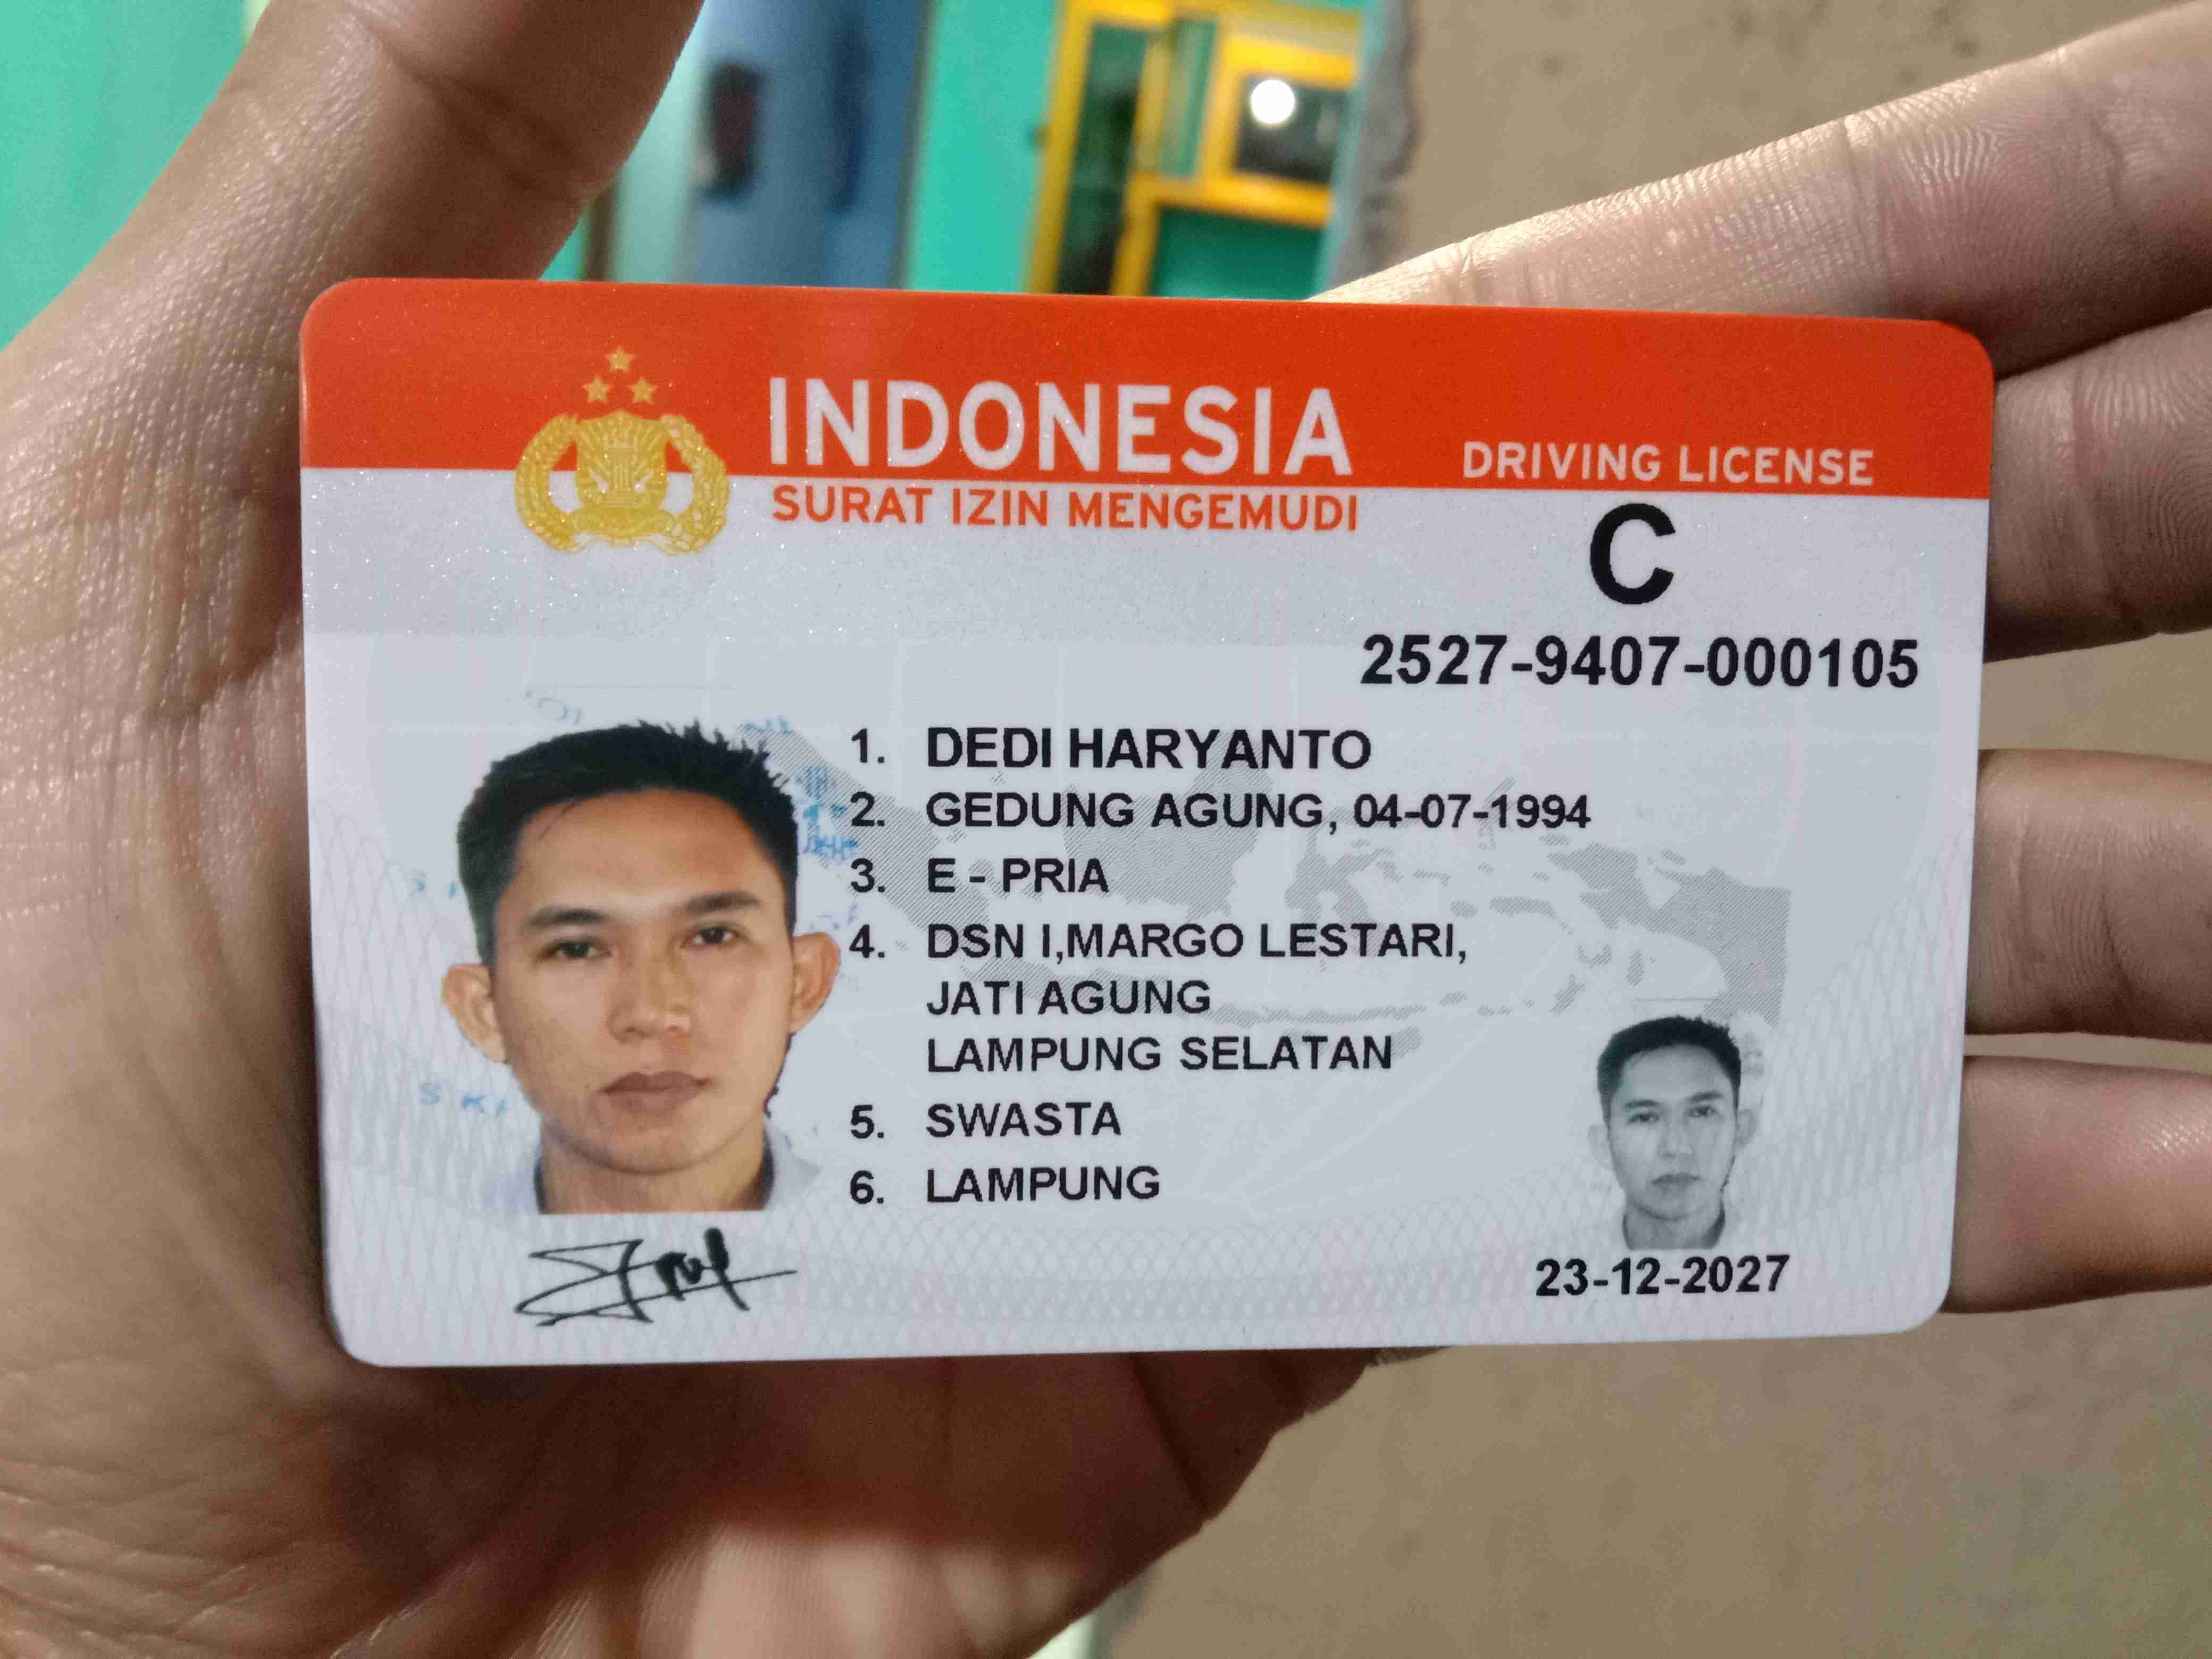 INDONESIA
DRIVING LICENSE
SURAT IZIN MENGEMUDI
C
2527-9407-000105
1. DEDI HARYANTO
2. GEDUNG AGUNG, 04-07-1994
3. E - PRIA
4. DSN I,MARGO LESTARI,
JATI AGUNG
LAMPUNG SELATAN
5. SWASTA
6. LAMPUNG
23-12-2027